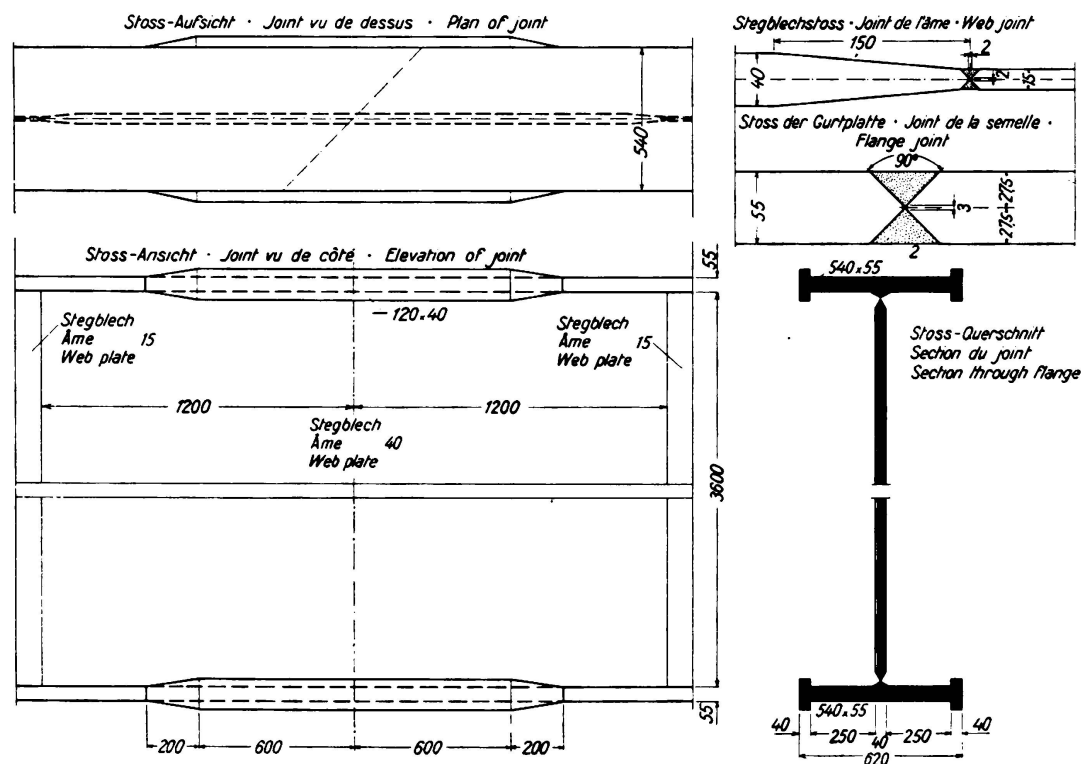 Stoss-Aufsicht · Joint vu de dessus · Plan of joint
540
Stegblechstoss · Joint de l'âme · Web joint
150
2
40
2
15
Stoss der Gurtplatte · Joint de la semelle ·
Flange joint
90°
55
3
27,5 27,5
2
Stoss-Ansicht · Joint vu de côté · Elevation of joint
55
120×40
Stegblech
Âme 15
Web plate
Stegblech
Âme 15
Web plate
1200
1200
Stegblech
Âme 40
Web plate
3600
55
200
600
600
200
540×55
Stoss-Querschnitt
Section du joint
Section through flange
540×55
40
250
40
250
40
620